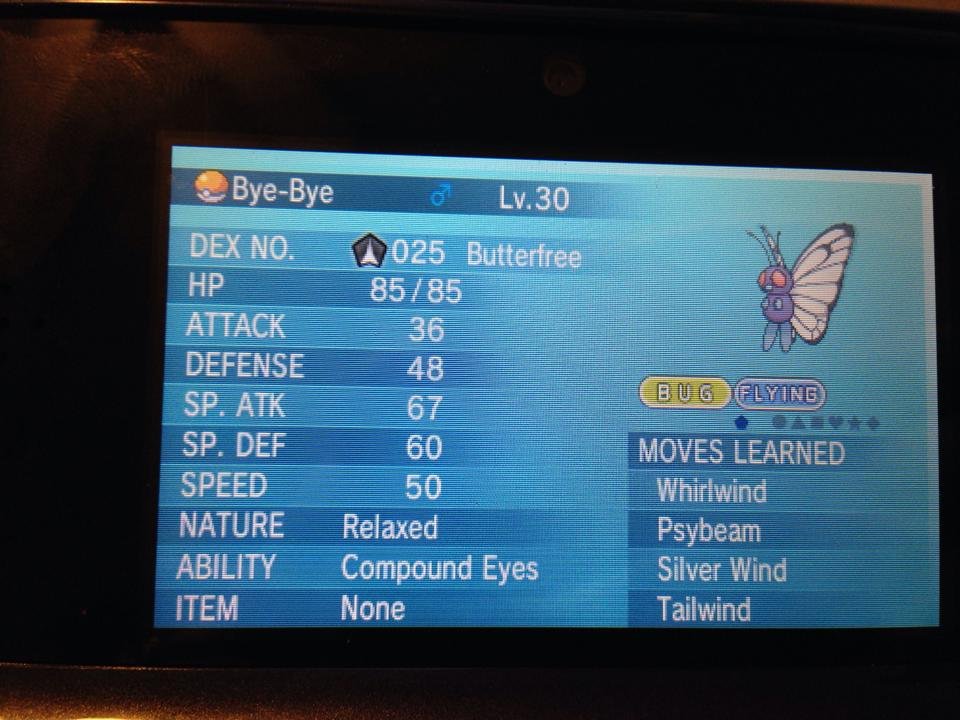 Bye-Bye ♂ Lv.30
DEX NO. 025 Butterfree
HP 85/85
ATTACK 36
DEFENSE 48
SP. ATK 67
SP. DEF 60
SPEED 50
NATURE Relaxed
ABILITY Compound Eyes
ITEM None
BUG FLYING
MOVES LEARNED
Whirlwind
Psybeam
Silver Wind
Tailwind